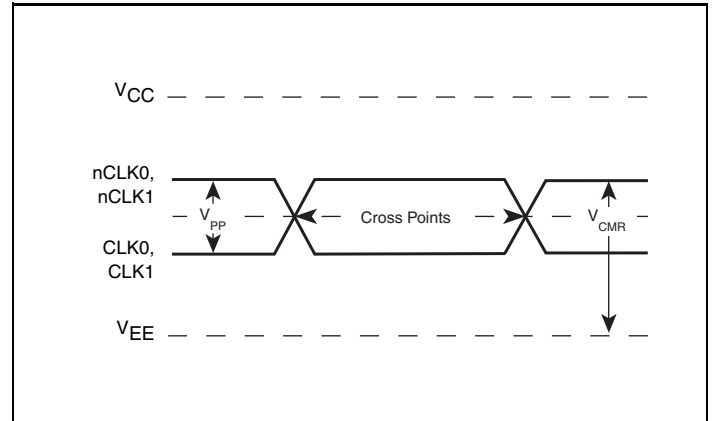 VCC
nCLK0,
nCLK1
VPP
Cross Points
VCMR
CLK0,
CLK1
VEE